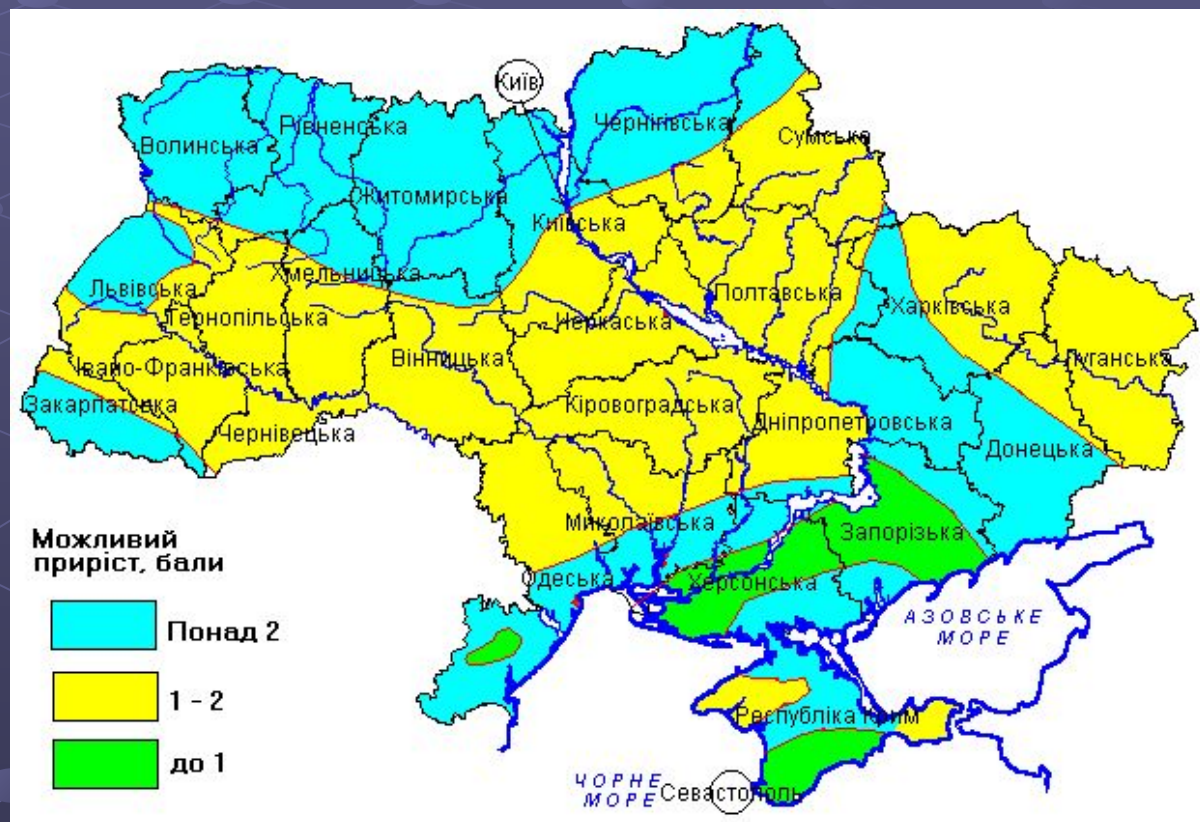 Київ
Волинська
Рівненська
Житомирська
Чернігівська
Сумська
Київська
Львівська
Хмельницька
Тернопільська
Вінницька
Черкаська
Полтавська
Харківська
Луганська
Івано-Франківська
Закарпатська
Чернівецька
Кіровоградська
Дніпропетровська
Донецька
Миколаївська
Запорізька
Одеська
Херсонська
АЗОВСЬКЕ
МОРЕ
Республіка Крим
ЧОРНЕ
МОРЕ
Севастополь
Можливий
приріст, бали
Понад 2
1 - 2
до 1